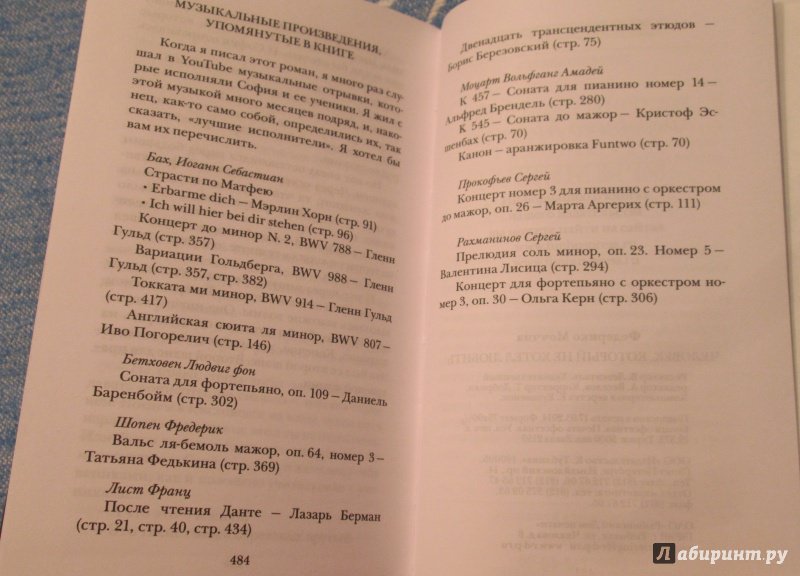 МУЗЫКАЛЬНЫЕ ПРОИЗВЕДЕНИЯ,
УПОМЯНУТЫЕ В КНИГЕ
Когда я писал этот роман, я много раз слу-
шал в YouTube музыкальные отрывки, кото-
рые исполняли София и ее ученики. Я жил с
этой музыкой много месяцев подряд, и, нако-
нец, как-то само собой, определились их, так
сказать, «лучшие исполнители». Я хотел бы
вам их перечислить.
Бах, Иоганн Себастиан
Страсти по Матфею
• Erbarme dich – Мэрлин Хорн (стр. 91)
• Ich will hier bei dir stehen (стр. 96)
Концерт до минор N. 2, BWV 788 – Гленн
Гульд (стр. 357)
Вариации Гольдберга, BWV 988 – Гленн
Гульд (стр. 357, стр. 382)
Токката ми минор, BWV 914 – Гленн Гульд
(стр. 417)
Английская сюита ля минор, BWV 807 –
Иво Погорелич (стр. 146)
Бетховен Людвиг фон
Соната для фортепьяно, оп. 109 – Даниель
Баренбойм (стр. 302)
Шопен Фредерик
Вальс ля-бемоль мажор, оп. 64, номер 3 –
Татьяна Федькина (стр. 369)
Лист Франц
После чтения Данте – Лазарь Берман
(стр. 21, стр. 40, стр. 434)
484
Двенадцать трансцендентных этюдов –
Борис Березовский (стр. 75)
Моцарт Вольфганг Амадей
К 457 – Соната для пианино номер 14 –
Альфред Брендель (стр. 280)
К 545 – Соната до мажор – Кристоф Эс-
шенбах (стр. 70)
Канон – аранжировка Funtwo (стр. 70)
Прокофьев Сергей
Концерт номер 3 для пианино с оркестром
до мажор, оп. 26 – Марта Аргерих (стр. 111)
Рахманинов Сергей
Прелюдия соль минор, оп. 23. Номер 5 –
Валентина Лисица (стр. 294)
Концерт для фортепьяно с оркестром но-
мер 3, оп. 30 – Ольга Керн (стр. 306)
Лабиринт.ру